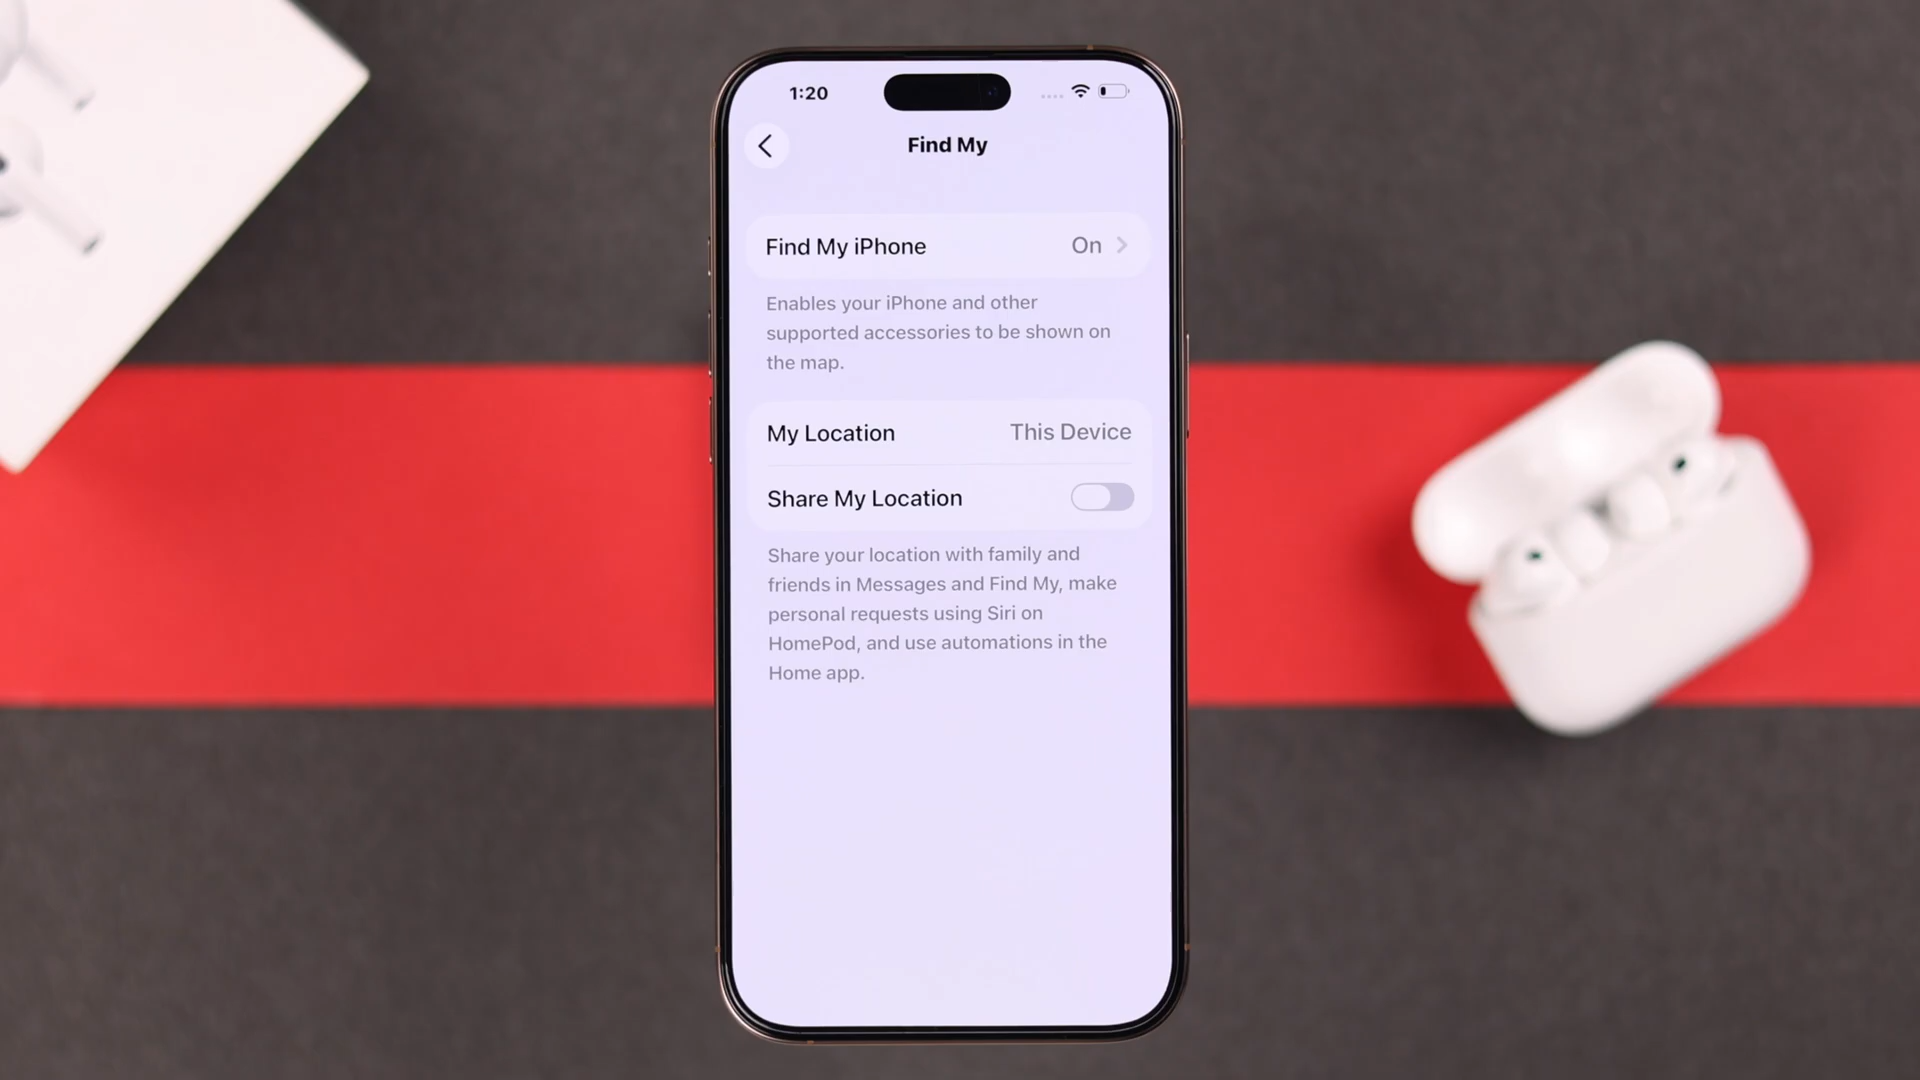 1:20
Find My
Find My iPhone On
Enables your iPhone and other
supported accessories to be shown on
the map.
My Location This Device
Share My Location
Share your location with family and
friends in Messages and Find My, make
personal requests using Siri on
HomePod, and use automations in the
Home app.